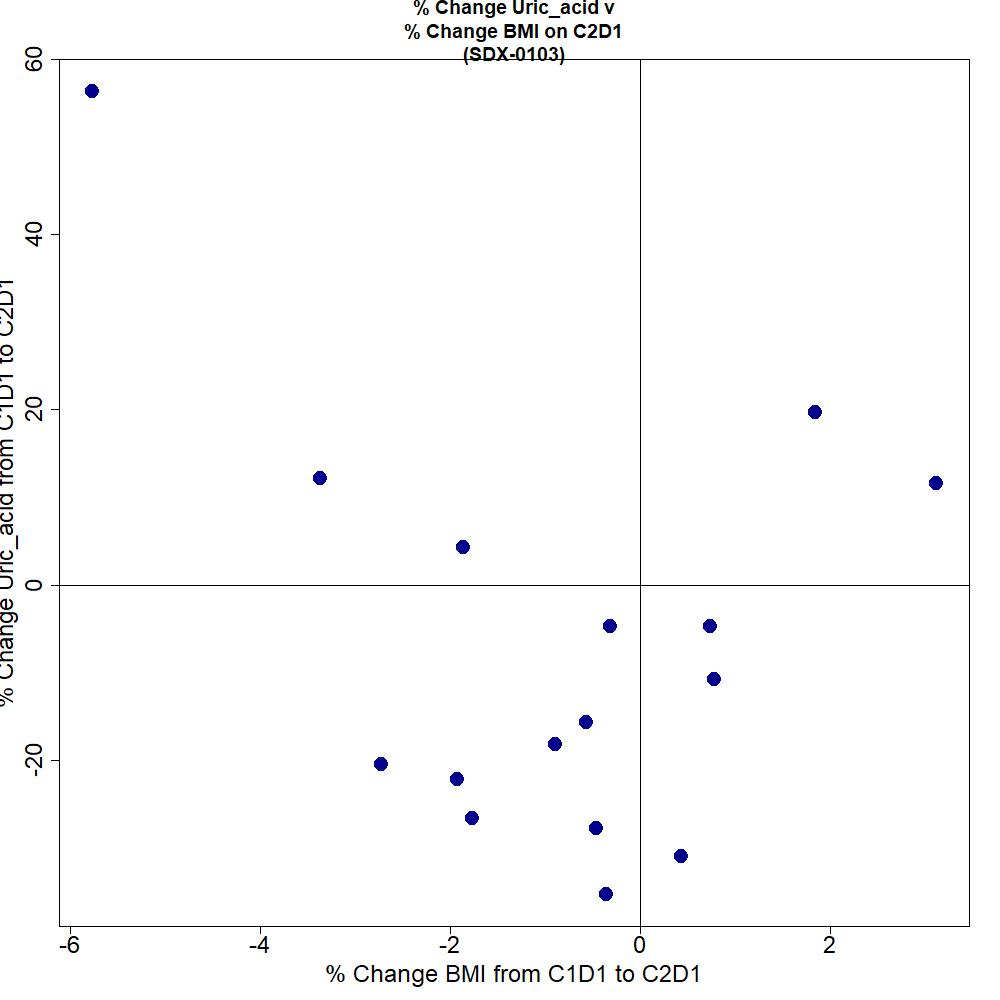 % Change Uric_acid v
% Change BMI on C2D1
(SDX-0103)
60
40
20
0
-20
% Change Uric_acid from C1D1 to C2D1
-6
-4
-2
0
2
% Change BMI from C1D1 to C2D1